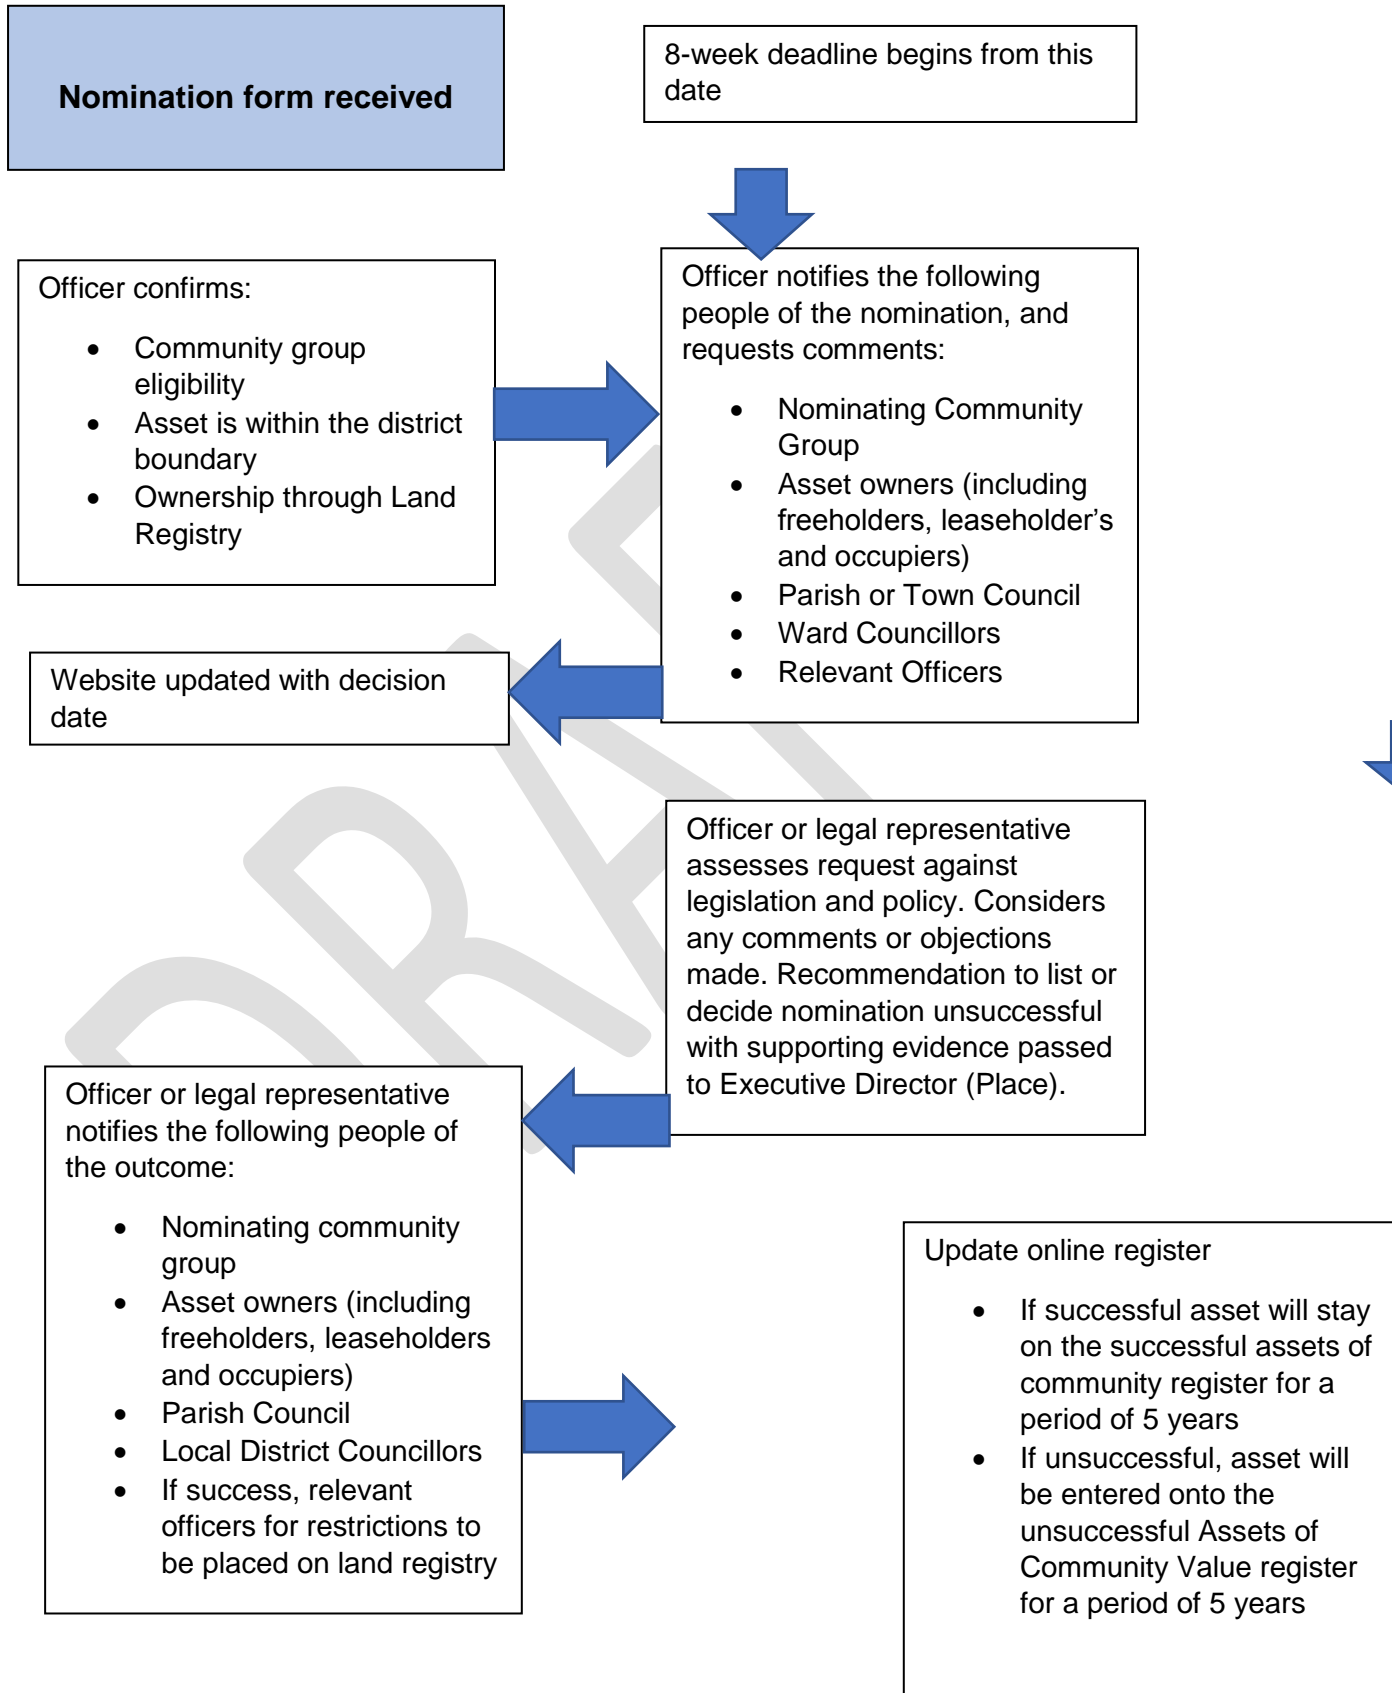 Nomination form received
8-week deadline begins from this
date
Officer confirms:
• Community group
eligibility
• Asset is within the district
boundary
• Ownership through Land
Registry
Officer notifies the following
people of the nomination, and
requests comments:
• Nominating Community
Group
• Asset owners (including
freeholders, leaseholder’s
and occupiers)
• Parish or Town Council
• Ward Councillors
• Relevant Officers
Website updated with decision
date
Officer or legal representative
assesses request against
legislation and policy. Considers
any comments or objections
made. Recommendation to list or
decide nomination unsuccessful
with supporting evidence passed
to Executive Director (Place).
Officer or legal representative
notifies the following people of
the outcome:
• Nominating community
group
• Asset owners (including
freeholders, leaseholders
and occupiers)
• Parish Council
• Local District Councillors
• If success, relevant
officers for restrictions to
be placed on land registry
Update online register
• If successful asset will stay
on the successful assets of
community register for a
period of 5 years
• If unsuccessful, asset will
be entered onto the
unsuccessful Assets of
Community Value register
for a period of 5 years
DRAF